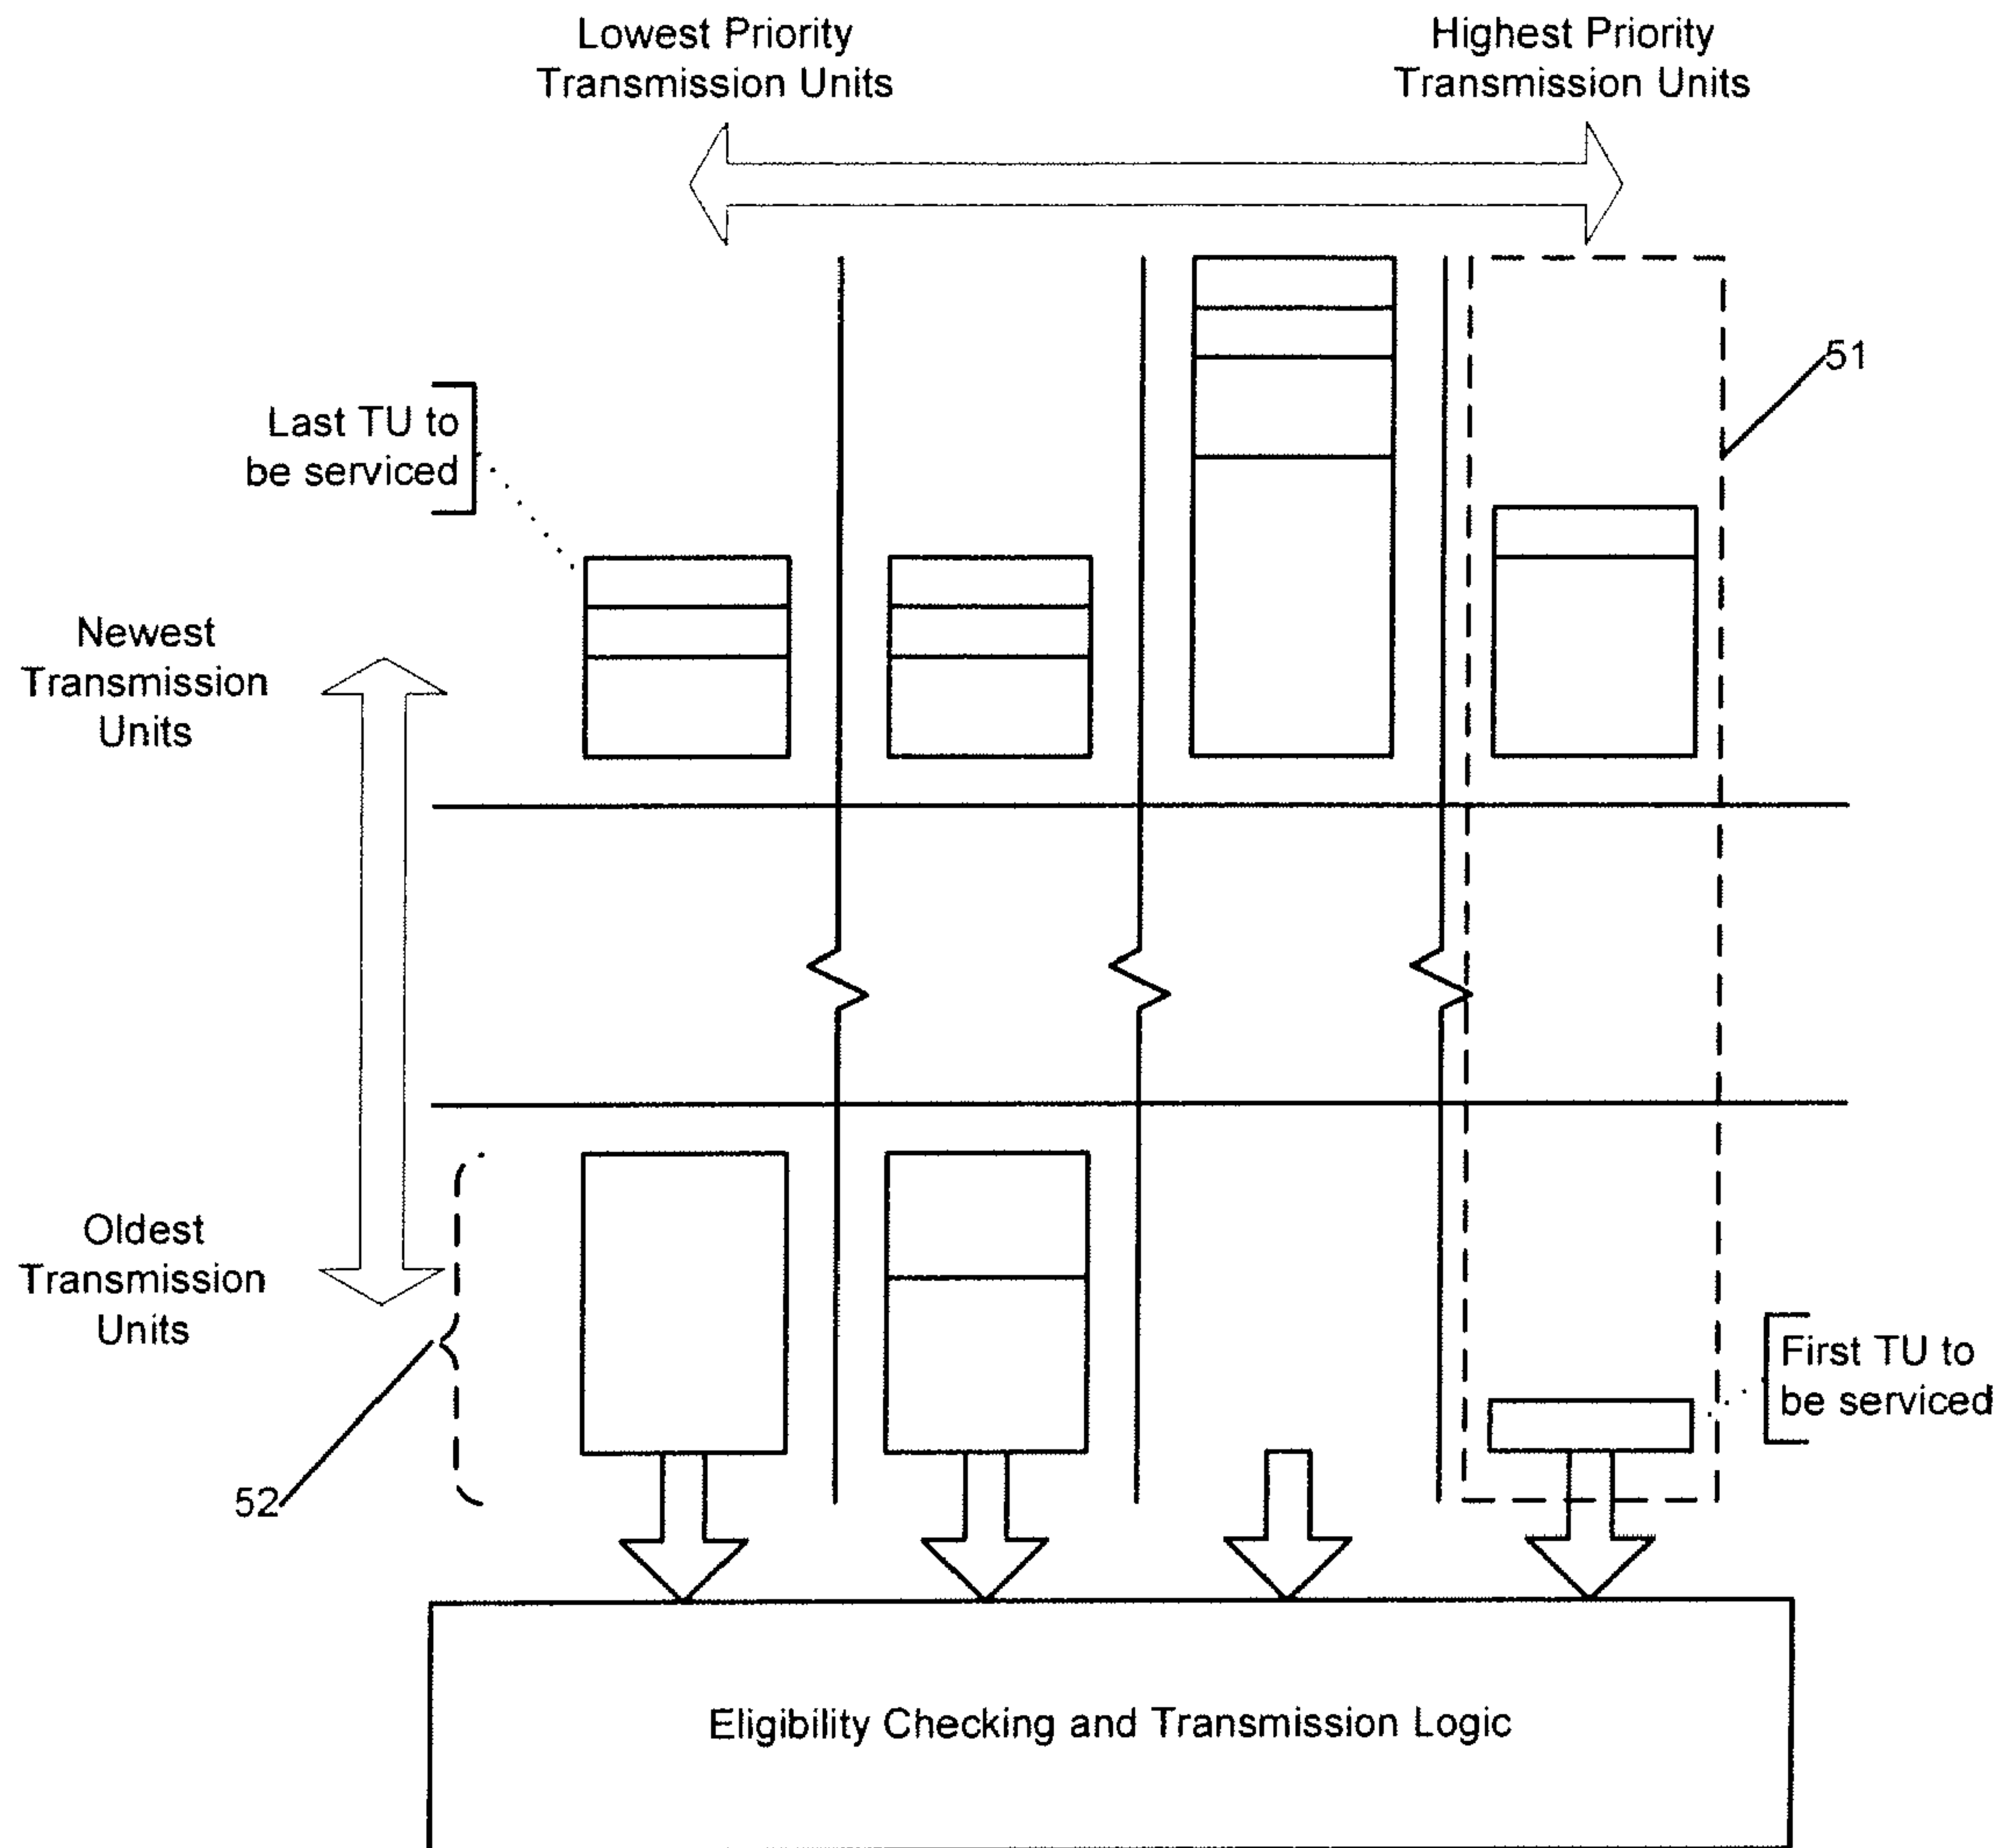 Lowest Priority
Transmission Units
Highest Priority
Transmission Units
51
Last TU to
be serviced
Newest
Transmission
Units
Oldest
Transmission
Units
First TU to
be serviced
52
Eligibility Checking and Transmission Logic